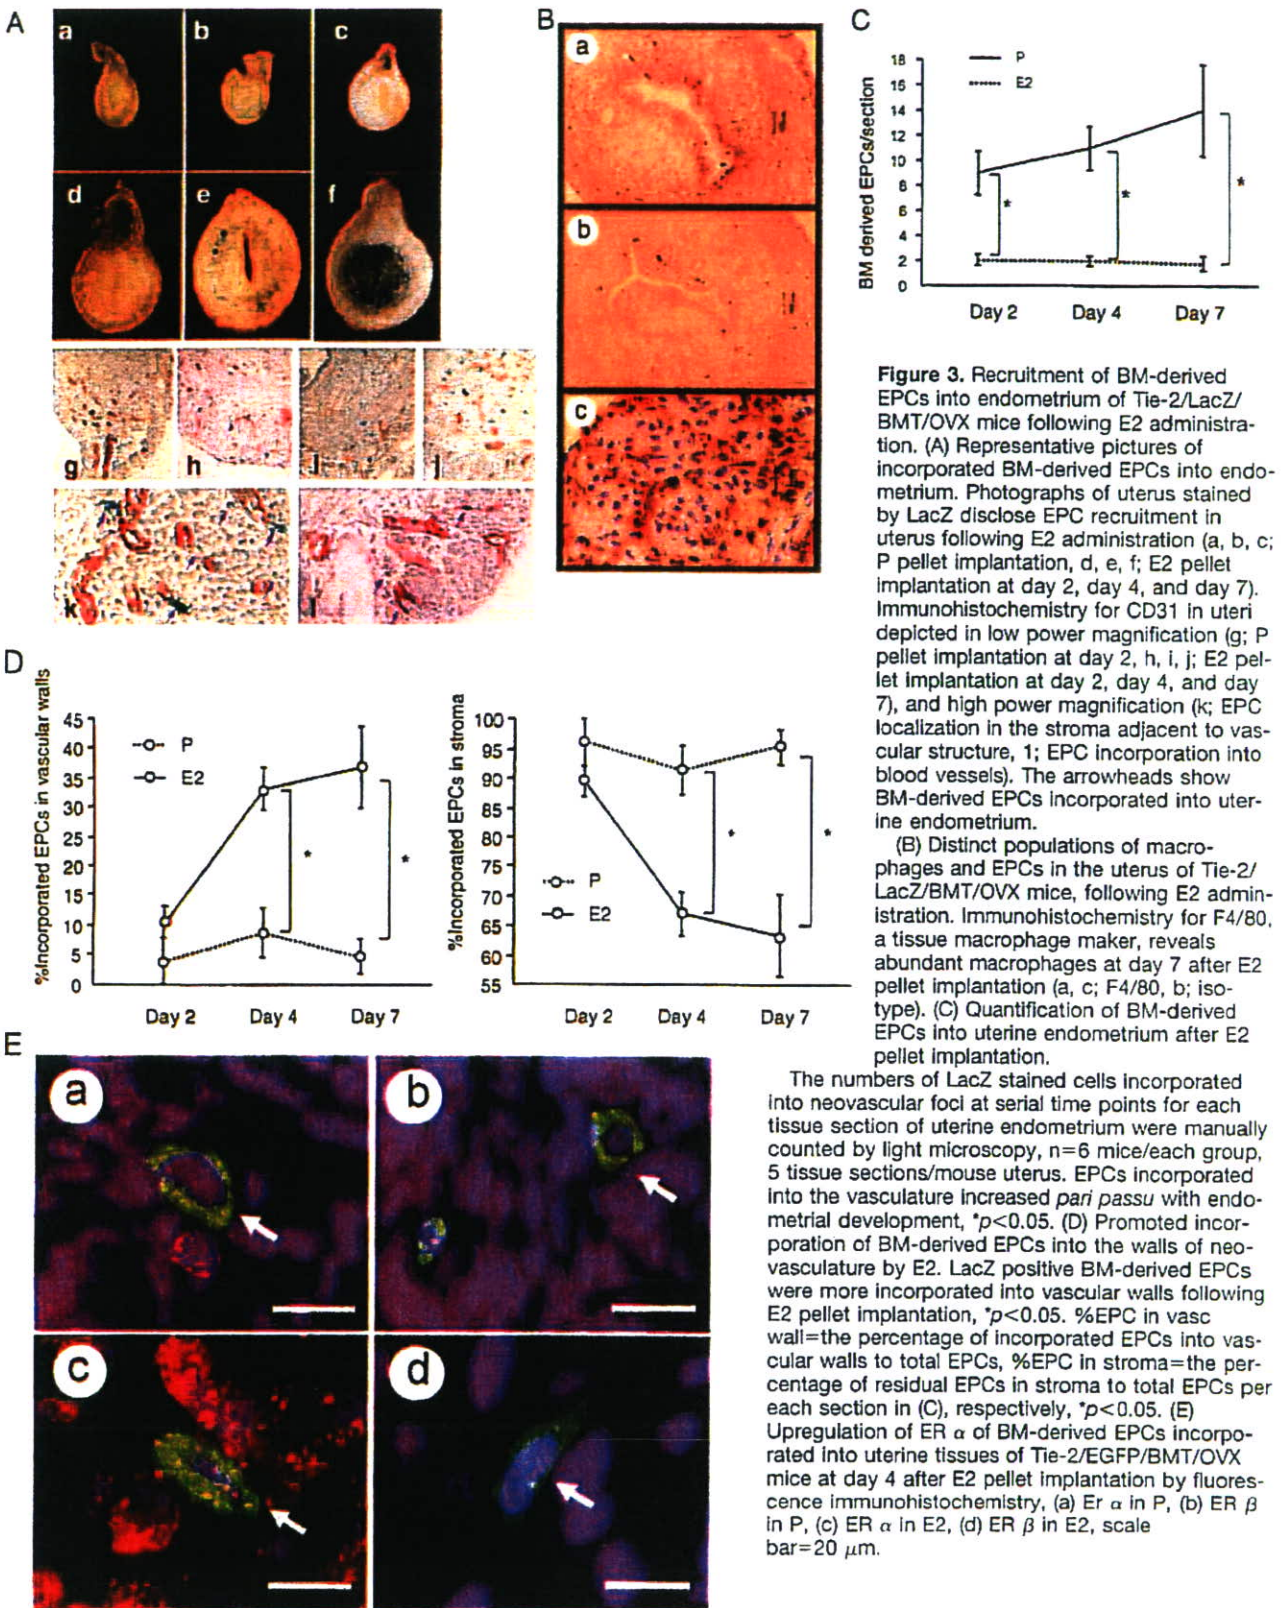 A
a
b
c
d
e
f
g
h
i
j
k
l
B
a
b
c
C
BM derived EPCs/section
18
16
14
12
10
8
6
4
2
0
P
E2
*
*
*
Day 2
Day 4
Day 7
Figure 3. Recruitment of BM-derived
EPCs into endometrium of Tie-2/LacZ/
BMT/OVX mice following E2 administra-
tion. (A) Representative pictures of
incorporated BM-derived EPCs into endo-
metrium. Photographs of uterus stained
by LacZ disclose EPC recruitment in
uterus following E2 administration (a, b, c;
P pellet implantation, d, e, f; E2 pellet
implantation at day 2, day 4, and day 7).
Immunohistochemistry for CD31 in uteri
depicted in low power magnification (g; P
pellet implantation at day 2, h, i, j; E2 pel-
let implantation at day 2, day 4, and day
7), and high power magnification (k; EPC
localization in the stroma adjacent to vas-
cular structure, 1; EPC incorporation into
blood vessels). The arrowheads show
BM-derived EPCs incorporated into uter-
ine endometrium.
(B) Distinct populations of macro-
phages and EPCs in the uterus of Tie-2/
LacZ/BMT/OVX mice, following E2 admin-
istration. Immunohistochemistry for F4/80,
a tissue macrophage maker, reveals
abundant macrophages at day 7 after E2
pellet implantation (a, c; F4/80, b; iso-
type). (C) Quantification of BM-derived
EPCs into uterine endometrium after E2
pellet implantation.
The numbers of LacZ stained cells incorporated
into neovascular foci at serial time points for each
tissue section of uterine endometrium were manually
counted by light microscopy, n=6 mice/each group,
5 tissue sections/mouse uterus. EPCs incorporated
into the vasculature increased pari passu with endo-
metrial development, *p<0.05. (D) Promoted incor-
poration of BM-derived EPCs into the walls of neo-
vasculature by E2. LacZ positive BM-derived EPCs
were more incorporated into vascular walls following
E2 pellet implantation, *p<0.05. %EPC in vasc
wall=the percentage of incorporated EPCs into vas-
cular walls to total EPCs, %EPC in stroma=the per-
centage of residual EPCs in stroma to total EPCs per
each section in (C), respectively, *p<0.05. (E)
Upregulation of ER α of BM-derived EPCs incorpo-
rated into uterine tissues of Tie-2/EGFP/BMT/OVX
mice at day 4 after E2 pellet implantation by fluores-
cence immunohistochemistry, (a) Er α in P, (b) ER β
in P, (c) ER α in E2, (d) ER β in E2, scale
bar=20 μm.
D
%Incorporated EPCs in vascular walls
45
40
35
30
25
20
15
10
5
0
P
E2
*
*
Day 2
Day 4
Day 7
%Incorporated EPCs in stroma
100
95
90
85
80
75
70
65
60
55
P
E2
*
*
Day 2
Day 4
Day 7
E
a
b
c
d